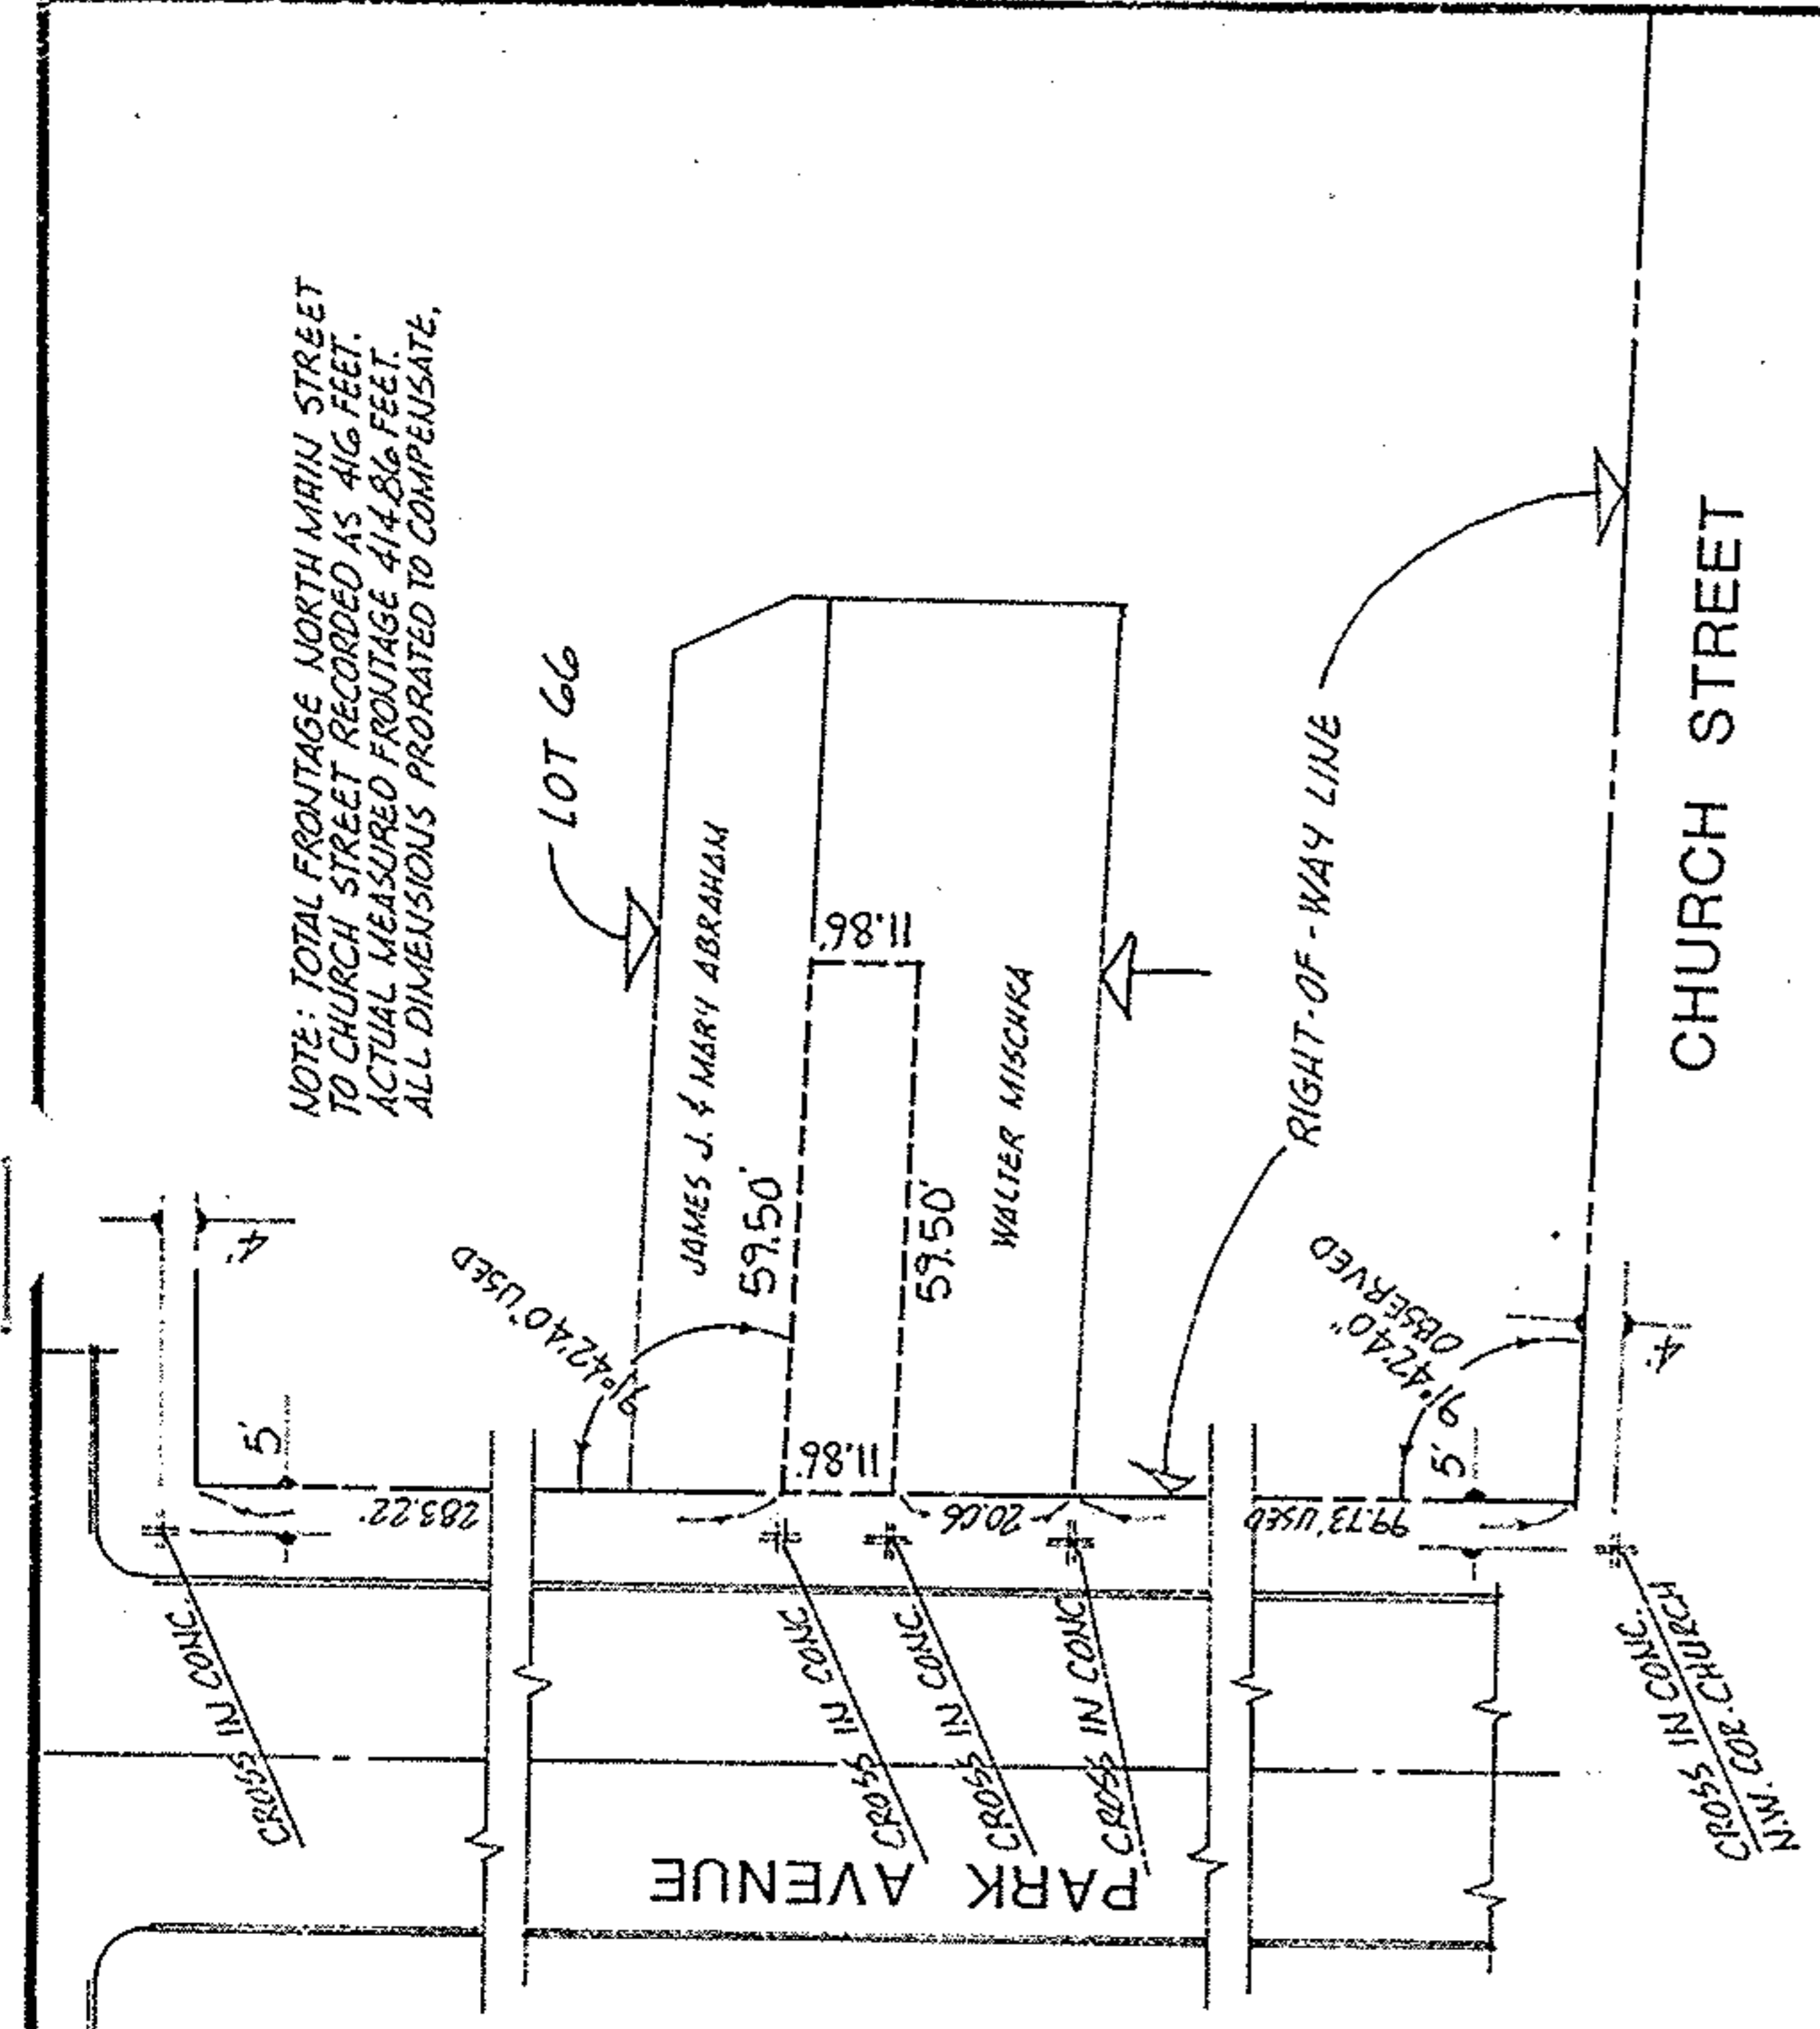 NOTE: TOTAL FRONTAGE NORTH MAIN STREET
TO CHURCH STREET RECORDED AS 416 FEET.
ACTUAL MEASURED FRONTAGE 414.86 FEET.
ALL DIMENSIONS PRORATED TO COMPENSATE.
LOT 66
JAMES J. & MARY ABRAHAM
59.50'
11.86'
59.50'
11.86'
WALTER MISCHKA
RIGHT-OF-WAY LINE
CHURCH STREET
4'
5'
91°42'40" USED
283.22'
20.06
99.73' USED
91°42'40"
OBSERVED
5'
4'
CROSS IN CONC.
CROSS IN CONC.
CROSS IN CONC.
CROSS IN CONC
CROSS IN CONC.
N.W. COR. CHURCH
PARK AVENUE